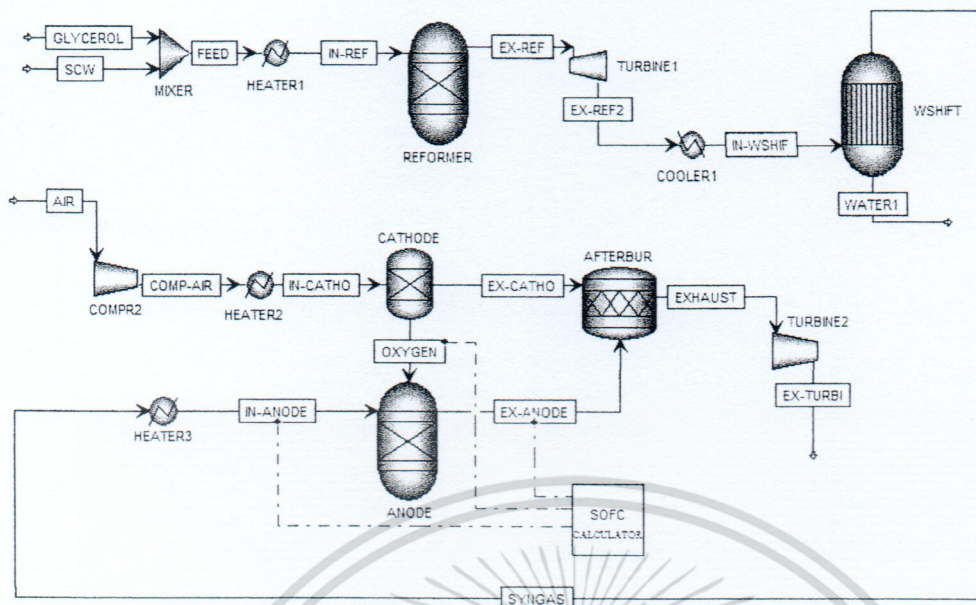 GLYCEROL
SCW
MIXER
FEED
HEATER1
IN-REF
REFORMER
EX-REF
TURBINE1
EX-REF2
COOLER1
IN-WSHIF
WSHIFT
WATER1
AIR
COMPR2
COMP-AIR
HEATER2
IN-CATHO
CATHODE
EX-CATHO
AFTERBUR
EXHAUST
TURBINE2
EX-TURBI
OXYGEN
HEATER3
IN-ANODE
ANODE
EX-ANODE
SOFC
CALCULATOR
SYNGAS